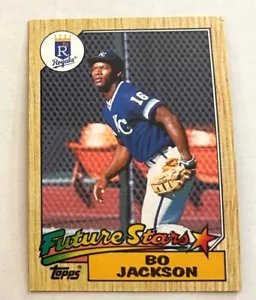 R
Royals
KC
16
Future Stars
topps
BO
JACKSON